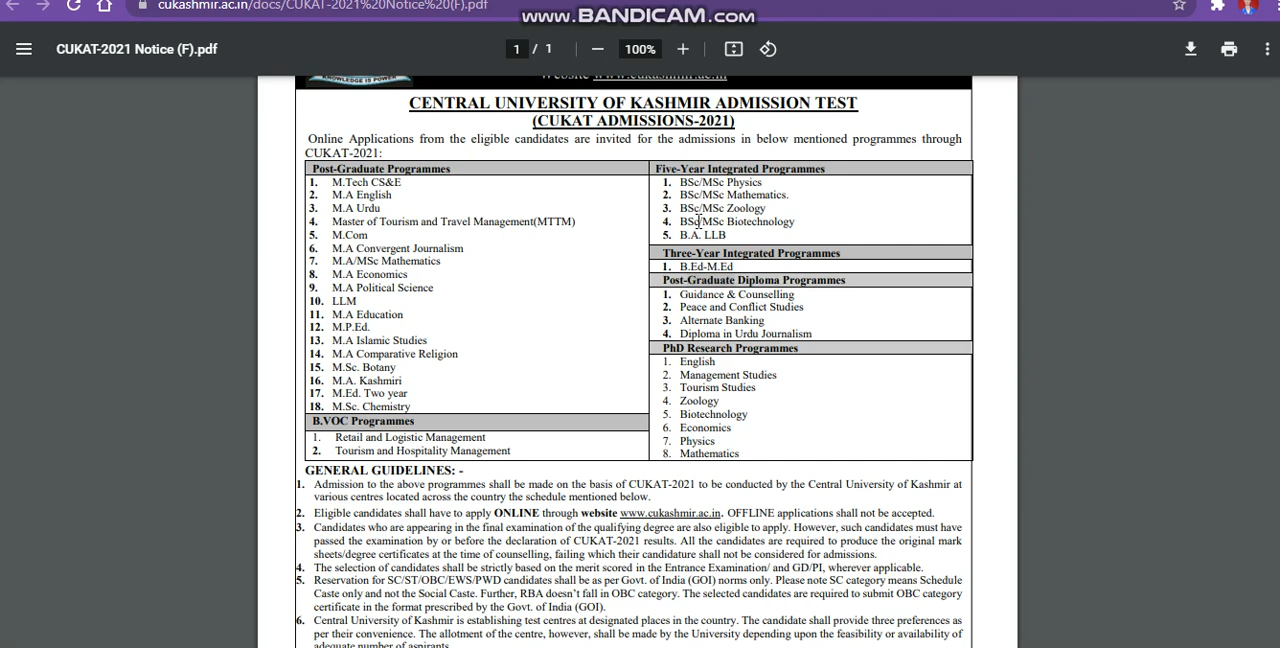 cukashmir.ac.in/docs/CUKAT-2021%20Notice%20(F).pdf
www.BANDICAM.com
CUKAT-2021 Notice (F).pdf
1 / 1
100%
KNOWLEDGE IS POWER
Website www.cukashmir.ac.in
CENTRAL UNIVERSITY OF KASHMIR ADMISSION TEST
(CUKAT ADMISSIONS-2021)
Online Applications from the eligible candidates are invited for the admissions in below mentioned programmes through
CUKAT-2021:
Post-Graduate Programmes
1. M.Tech CS&E
2. M.A English
3. M.A Urdu
4. Master of Tourism and Travel Management(MTTM)
5. M.Com
6. M.A Convergent Journalism
7. M.A/MSc Mathematics
8. M.A Economics
9. M.A Political Science
10. LLM
11. M.A Education
12. M.P.Ed.
13. M.A Islamic Studies
14. M.A Comparative Religion
15. M.Sc. Botany
16. M.A. Kashmiri
17. M.Ed. Two year
18. M.Sc. Chemistry
B.VOC Programmes
1. Retail and Logistic Management
2. Tourism and Hospitality Management
Five-Year Integrated Programmes
1. BSc/MSc Physics
2. BSc/MSc Mathematics.
3. BSc/MSc Zoology
4. BSc/MSc Biotechnology
5. B.A. LLB
Three-Year Integrated Programmes
1. B.Ed-M.Ed
Post-Graduate Diploma Programmes
1. Guidance & Counselling
2. Peace and Conflict Studies
3. Alternate Banking
4. Diploma in Urdu Journalism
PhD Research Programmes
1. English
2. Management Studies
3. Tourism Studies
4. Zoology
5. Biotechnology
6. Economics
7. Physics
8. Mathematics
GENERAL GUIDELINES: -
1. Admission to the above programmes shall be made on the basis of CUKAT-2021 to be conducted by the Central University of Kashmir at
various centres located across the country the schedule mentioned below.
2. Eligible candidates shall have to apply ONLINE through website www.cukashmir.ac.in. OFFLINE applications shall not be accepted.
3. Candidates who are appearing in the final examination of the qualifying degree are also eligible to apply. However, such candidates must have
passed the examination by or before the declaration of CUKAT-2021 results. All the candidates are required to produce the original mark
sheets/degree certificates at the time of counselling, failing which their candidature shall not be considered for admissions.
4. The selection of candidates shall be strictly based on the merit scored in the Entrance Examination/ and GD/PI, wherever applicable.
5. Reservation for SC/ST/OBC/EWS/PWD candidates shall be as per Govt. of India (GOI) norms only. Please note SC category means Schedule
Caste only and not the Social Caste. Further, RBA doesn't fall in OBC category. The selected candidates are required to submit OBC category
certificate in the format prescribed by the Govt. of India (GOI).
6. Central University of Kashmir is establishing test centres at designated places in the country. The candidate shall provide three preferences as
per their convenience. The allotment of the centre, however, shall be made by the University depending upon the feasibility or availability of
adequate number of aspirants.